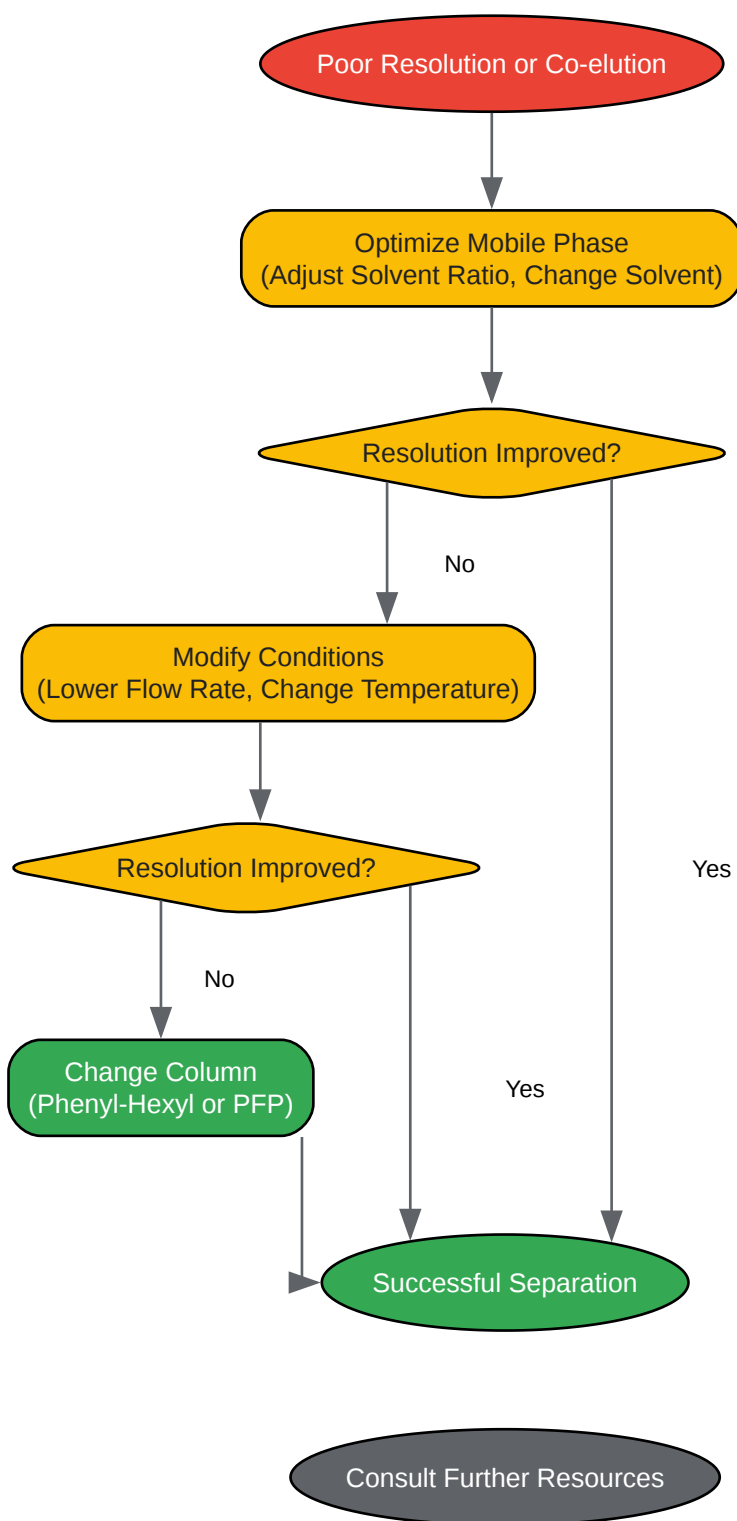 Poor Resolution or Co-elution
Optimize Mobile Phase
(Adjust Solvent Ratio, Change Solvent)
Resolution Improved?
No
Modify Conditions
(Lower Flow Rate, Change Temperature)
Resolution Improved?
Yes
No
Change Column
(Phenyl-Hexyl or PFP)
Yes
Successful Separation
Consult Further Resources